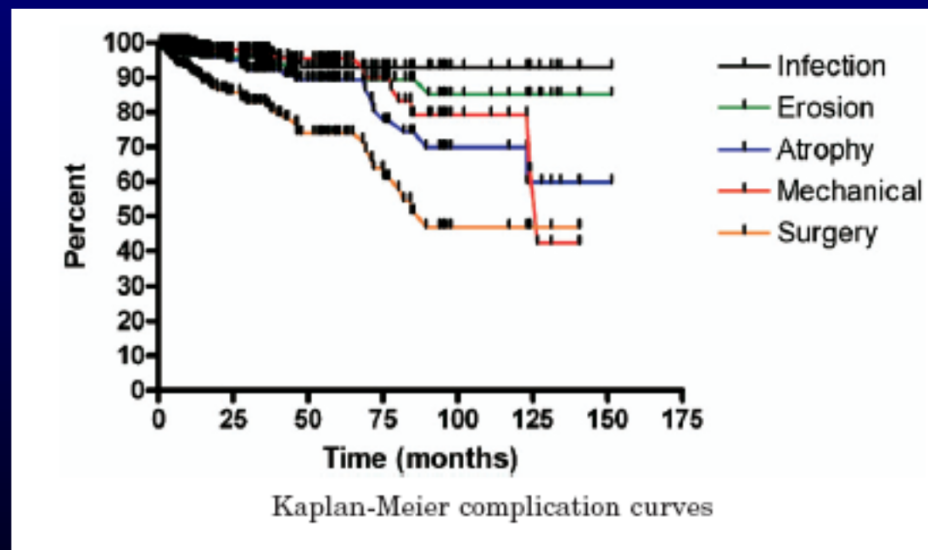 100
90
80
70
60
50
40
30
20
10
0
Percent
0 25 50 75 100 125 150 175
Time (months)
Infection
Erosion
Atrophy
Mechanical
Surgery
Kaplan-Meier complication curves